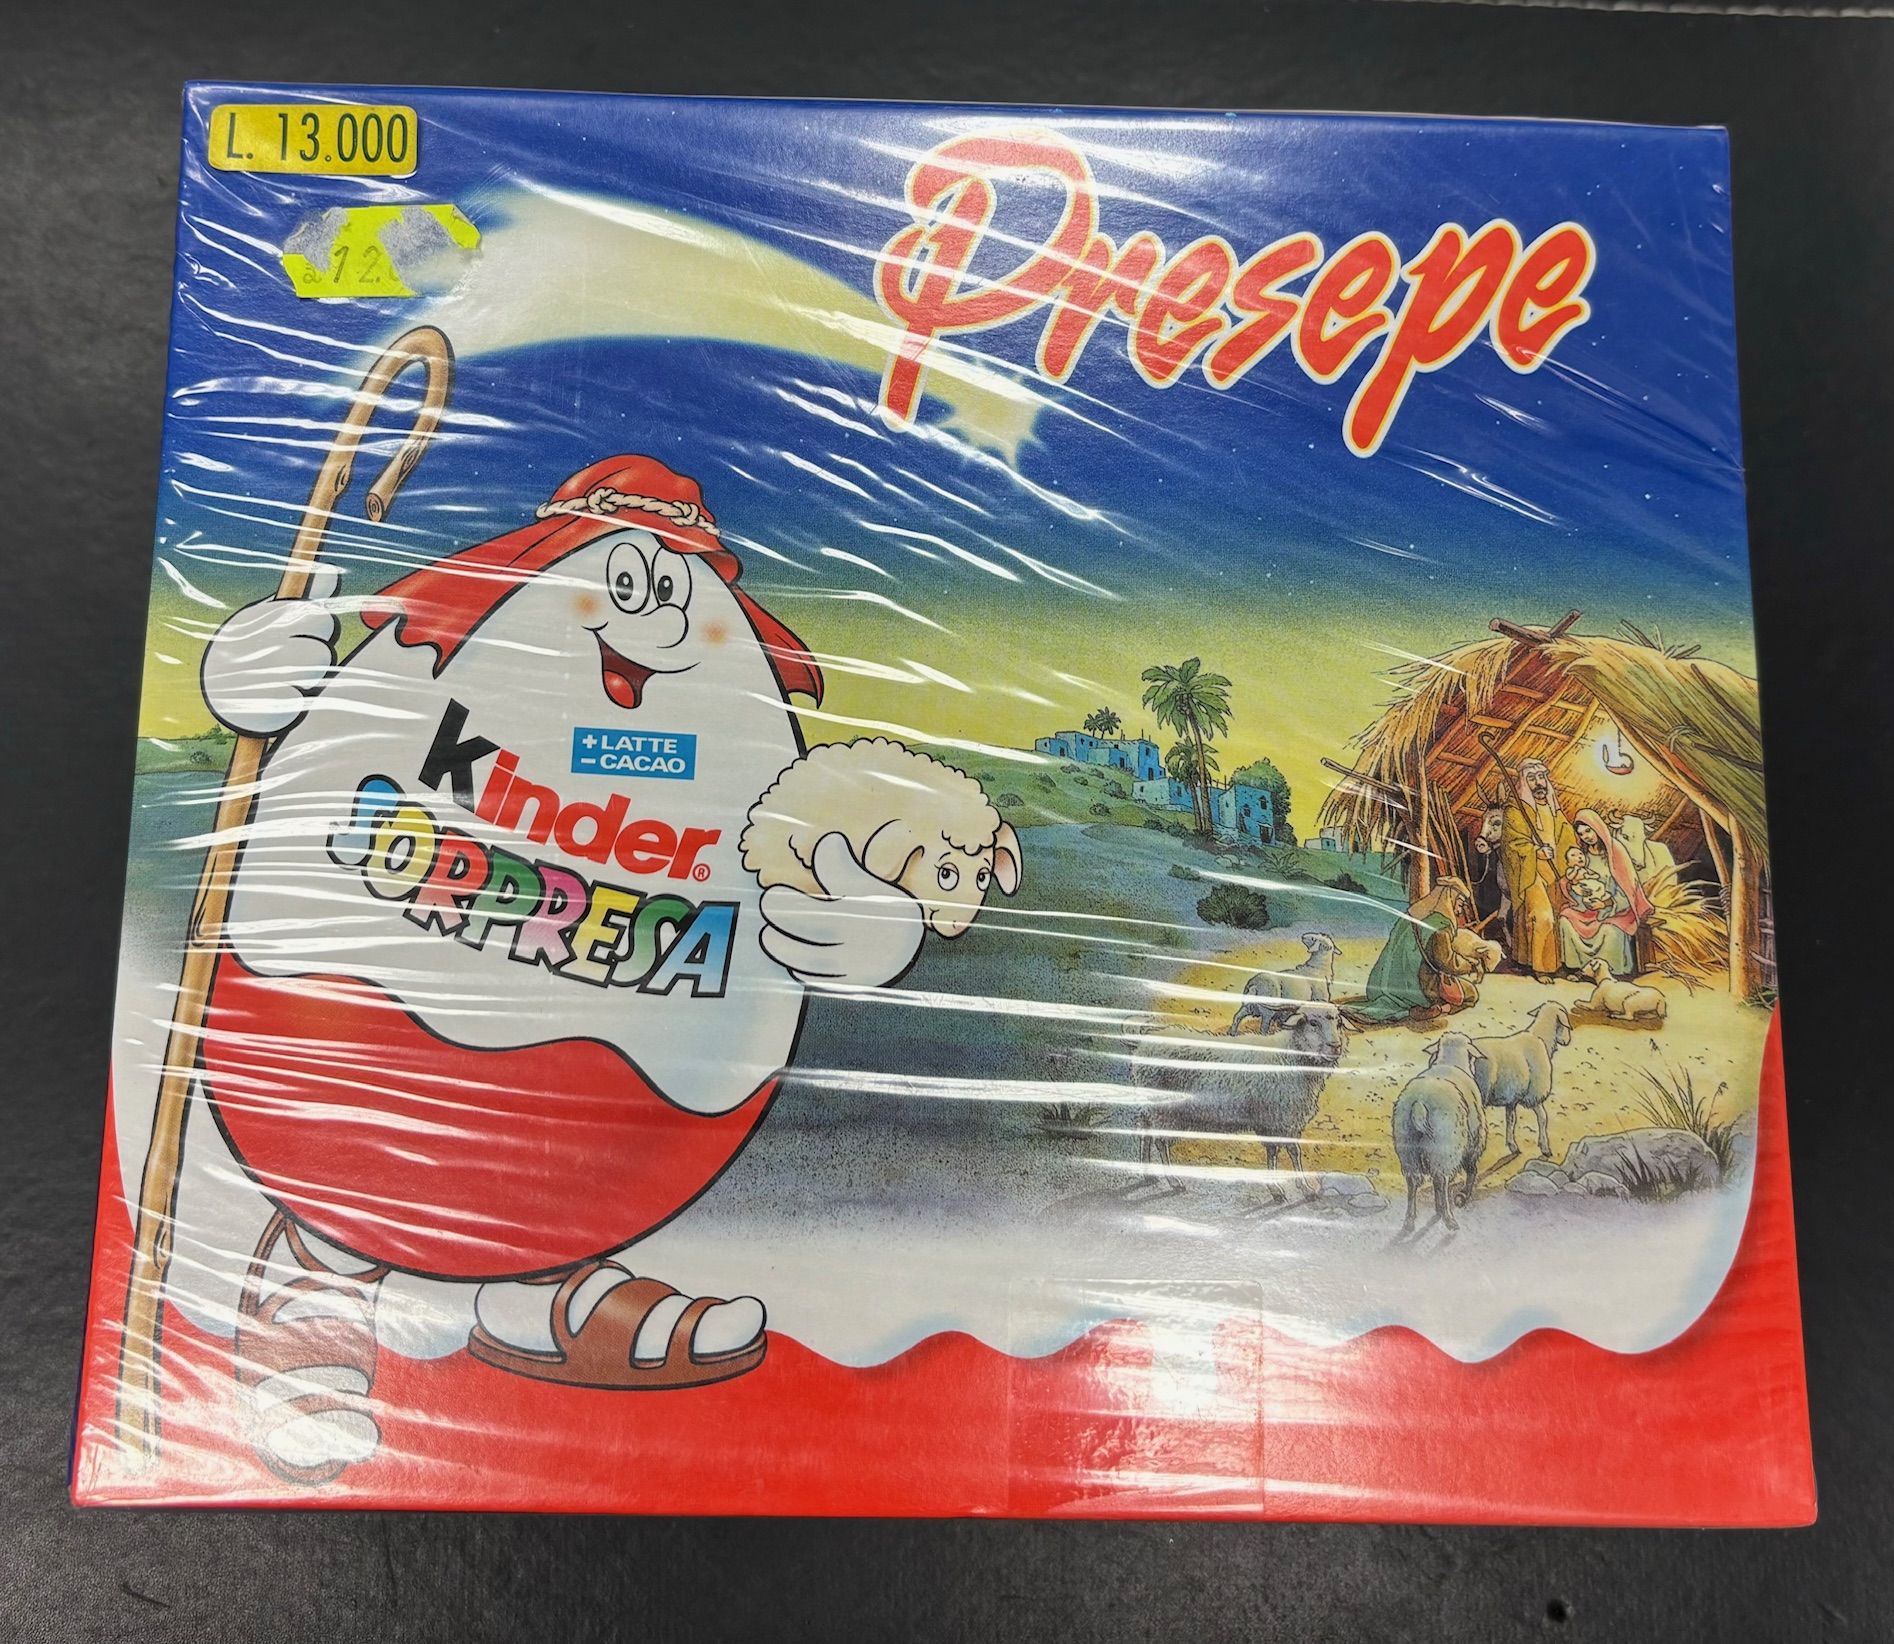 L. 13.000
Presepe
+LATTE
-CACAO
Kinder®
SORPRESA